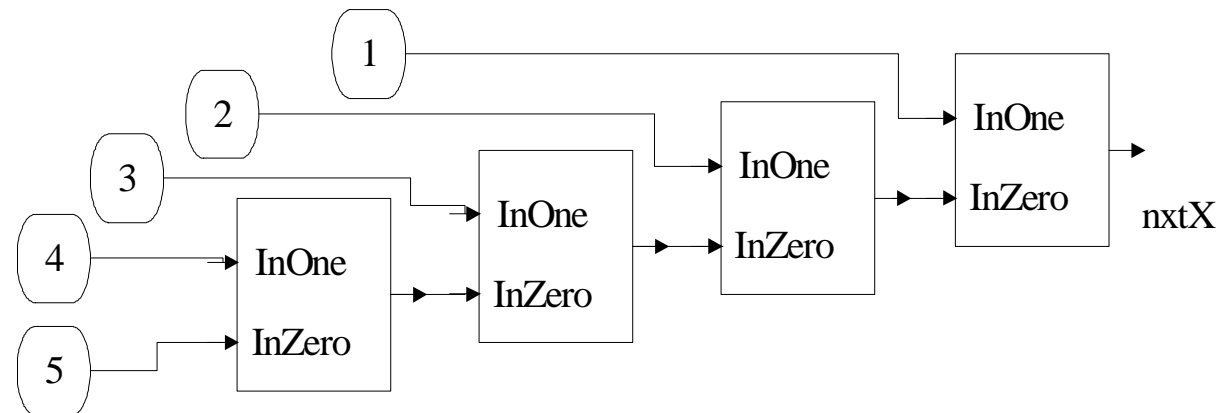 1
InOne
InZero
nxtX
2
InOne
InZero
3
InOne
InZero
4
InOne
InZero
5